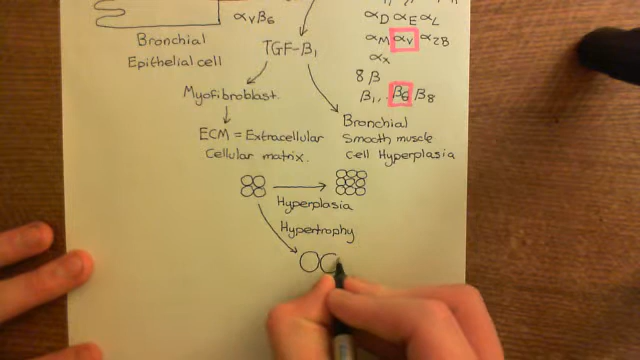 αVβ6
αD αE αL
αM αV α2B
αX
8 β
β1, .. β6 β8
Bronchial
Epithelial cell
TGF-β1
Myofibroblast.
ECM = Extracellular
Cellular matrix.
Bronchial
Smooth muscle
Cell Hyperplasia
Hyperplasia
Hypertrophy